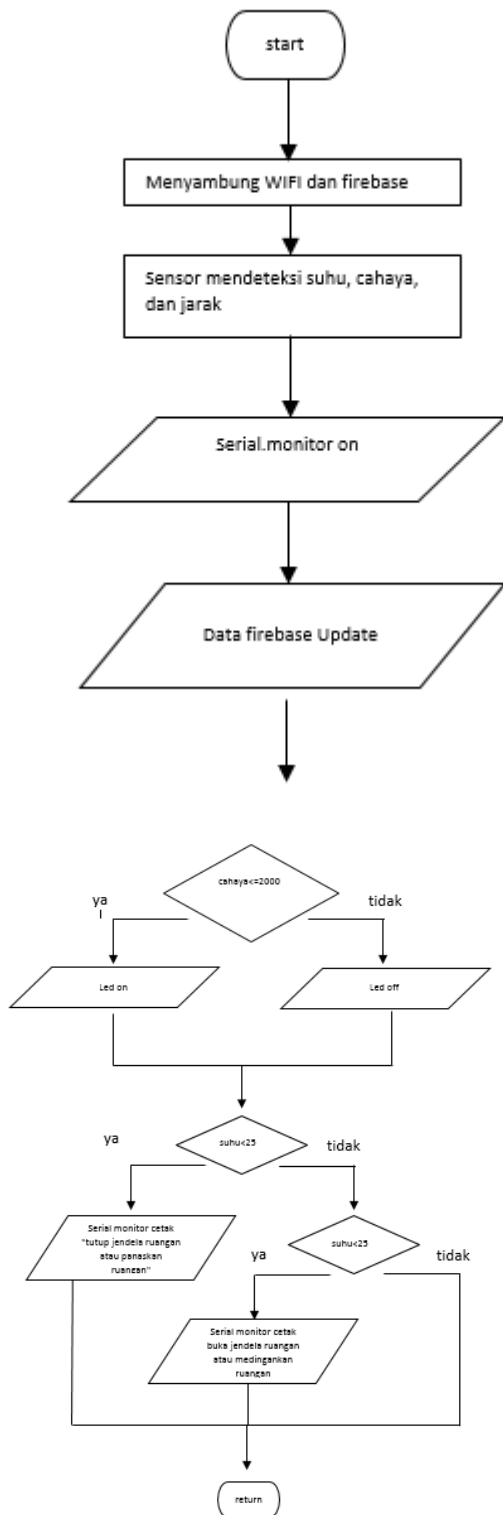 start
Menyambung WIFI dan firebase
Sensor mendeteksi suhu, cahaya,
dan jarak
Serial.monitor on
Data firebase Update
cahaya<=2000
ya
tidak
Led on
Led off
suhu<25
ya
tidak
Serial monitor cetak
"tutup jendela ruangan
atau panaskan
ruangan"
suhu<25
ya
tidak
Serial monitor cetak
buka jendela ruangan
atau medingankan
ruangan
return